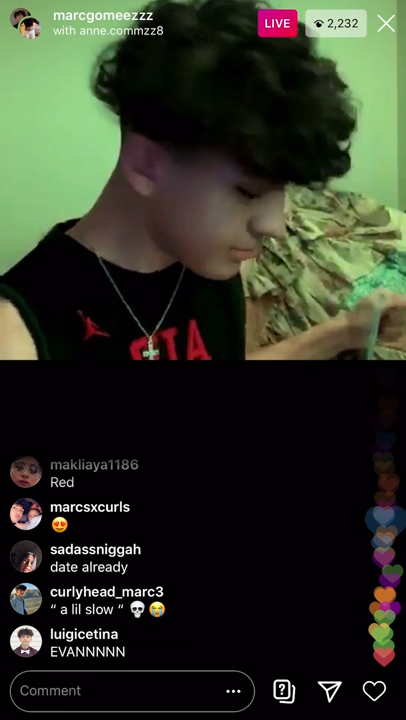 marcgomeezzz
with anne.commzz8
LIVE
2,232
makliaya1186
Red
marcsxcurls
😍
sadassniggah
date already
curlyhead_marc3
“ a lil slow “ 💀😭
luigicetina
EVANNNNN
Comment